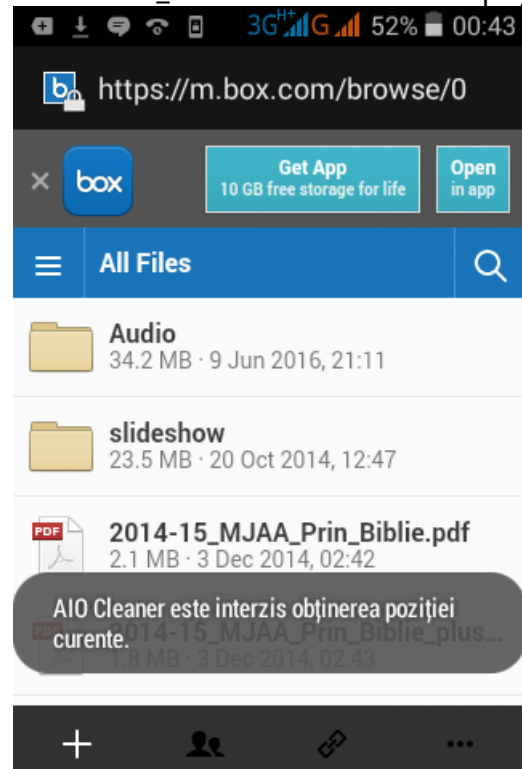 3G H+ G 52% 00:43
https://m.box.com/browse/0
box
Get App
10 GB free storage for life
Open
in app
All Files
Audio
34.2 MB · 9 Jun 2016, 21:11
slideshow
23.5 MB · 20 Oct 2014, 12:47
PDF
2014-15_MJAA_Prin_Biblie.pdf
2.1 MB · 3 Dec 2014, 02:42
AIO Cleaner este interzis obținerea poziției
curente.
PDF
2014-15_MJAA_Prin_Biblie_plus...
1.8 MB · 3 Dec 2014, 02:43